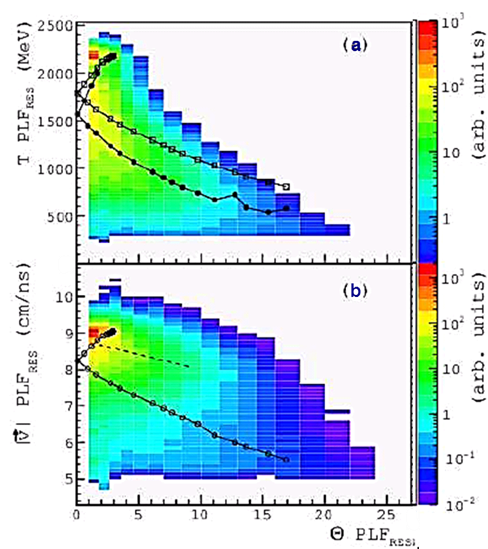 (a)
T PLF_RES (MeV)
2500
2000
1500
1000
500
10³
10²
10
1
(arb. units)
(b)
|V⃗| PLF_RES (cm/ns)
10
9
8
7
6
5
10³
10²
10
1
10⁻¹
10⁻²
(arb. units)
0 5 10 15 20 25
Θ PLF_RES;